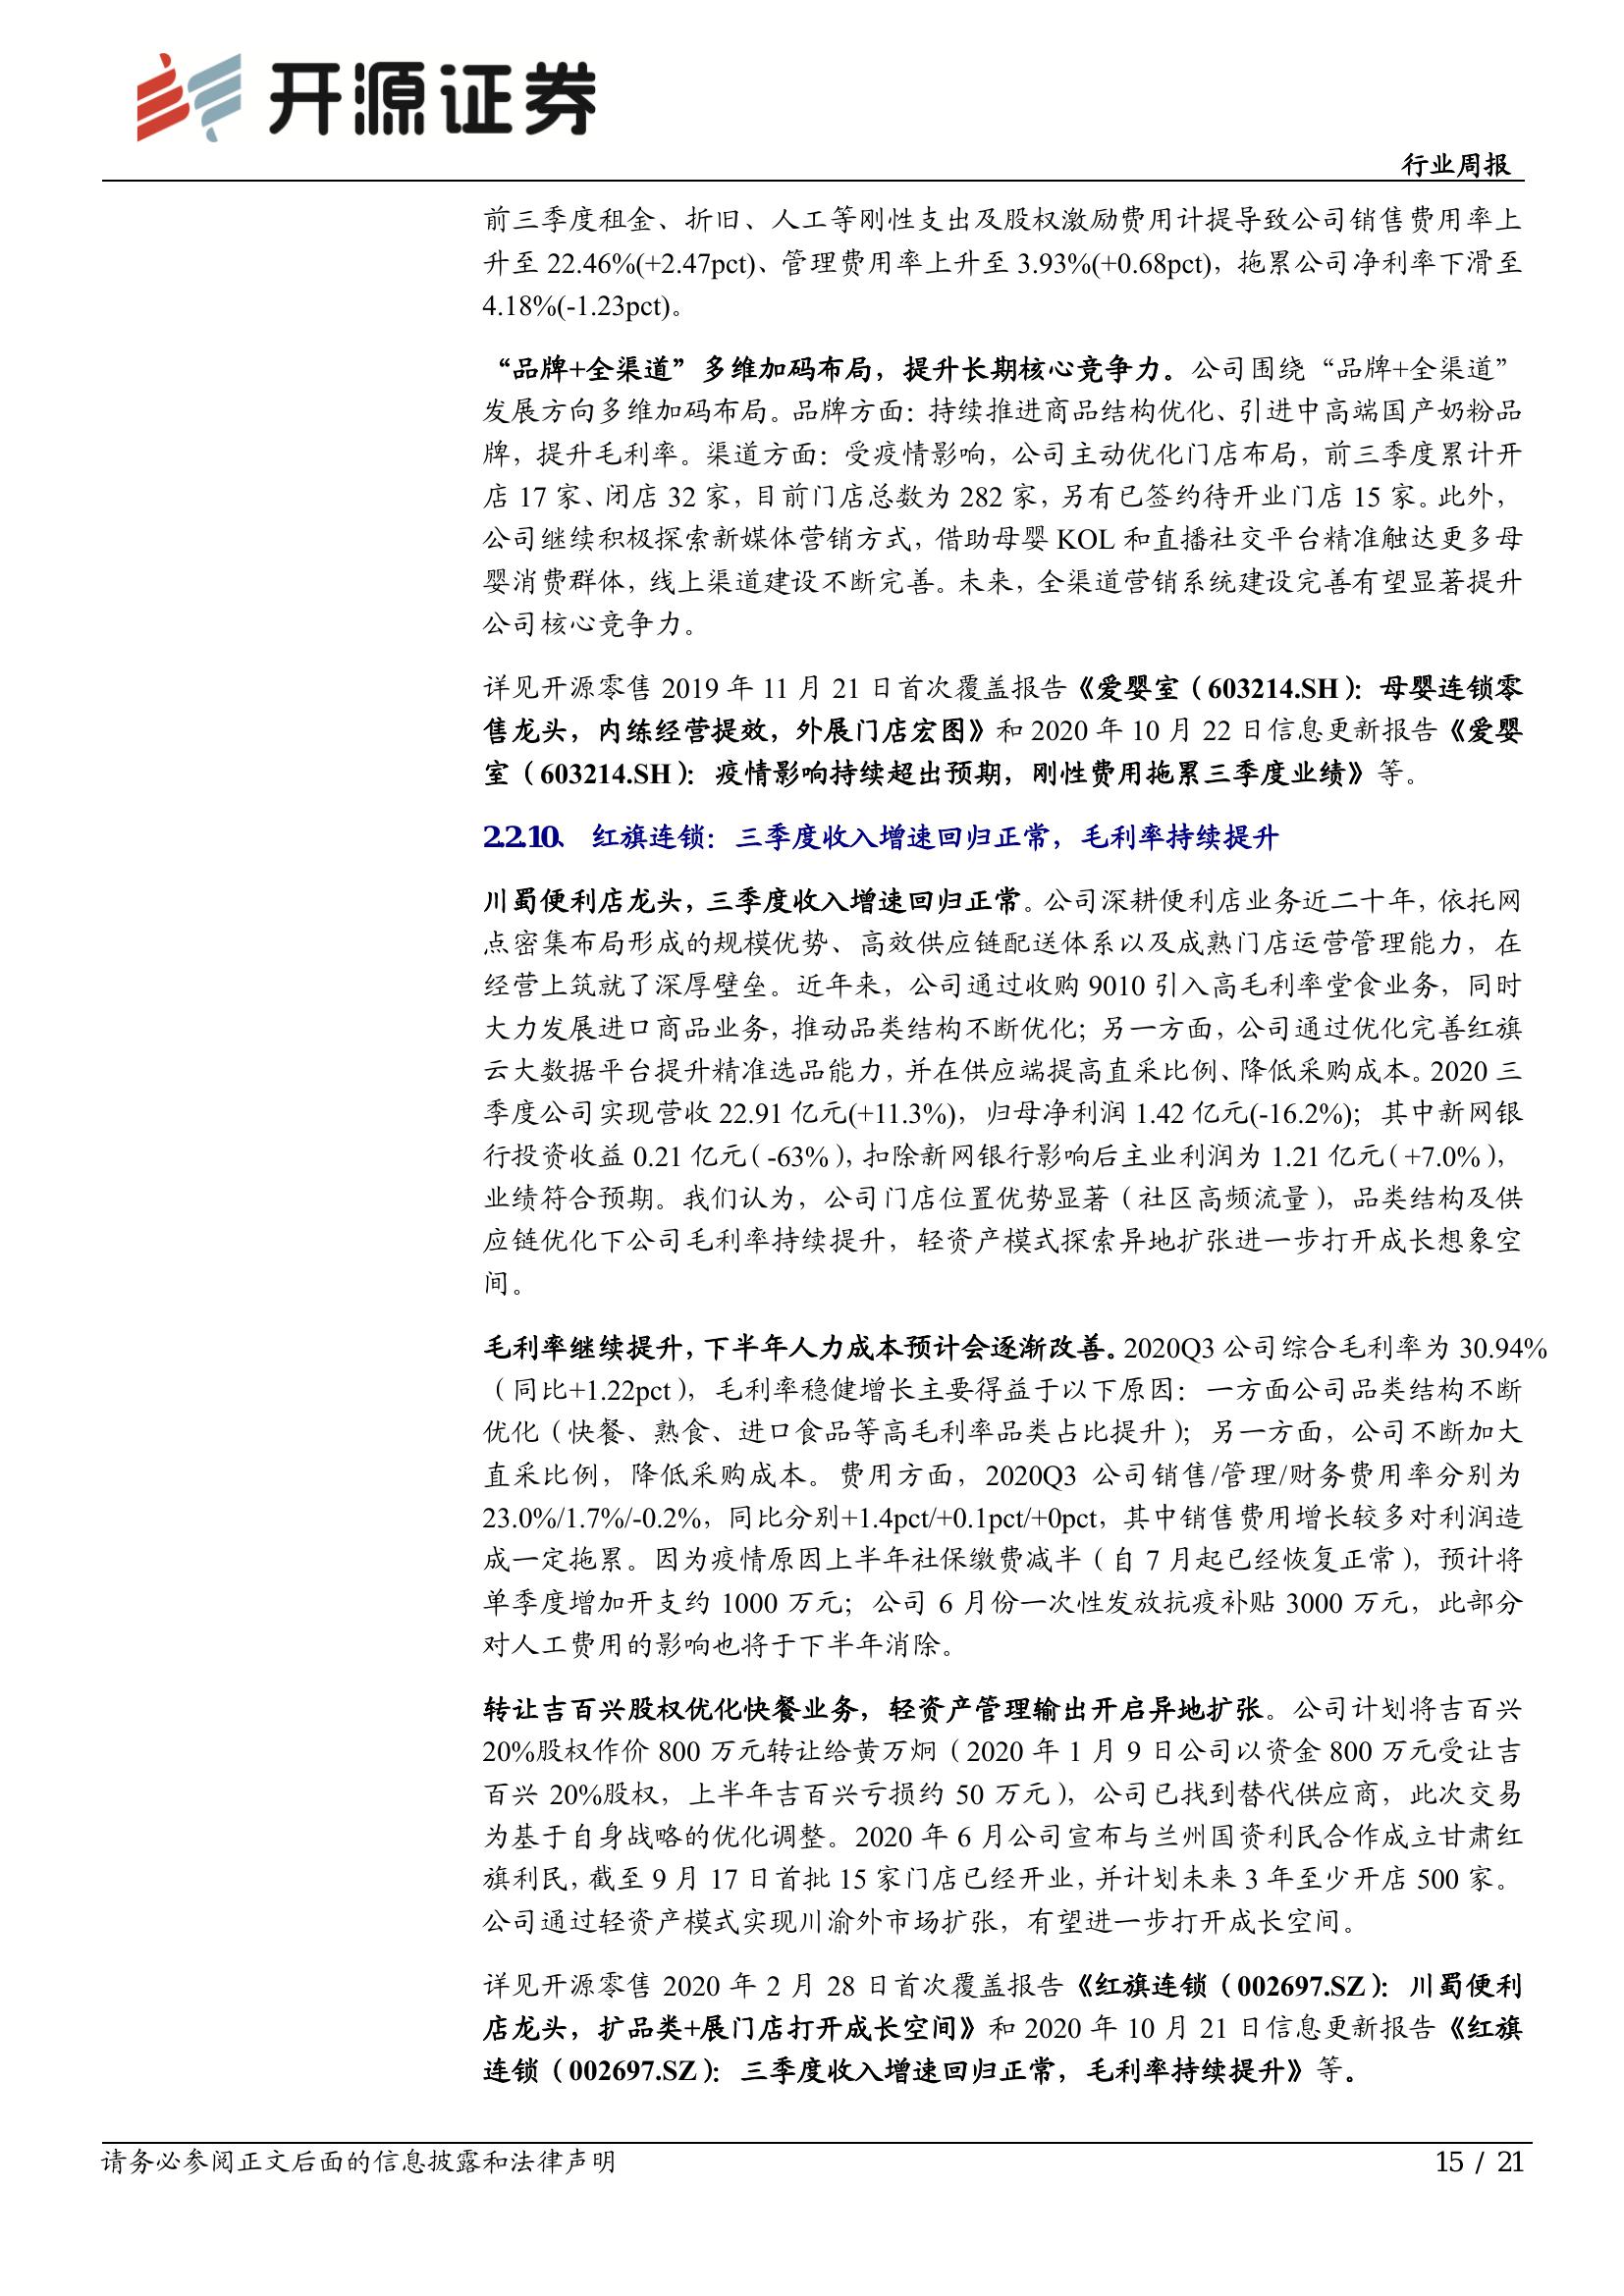 开源证券
行业周报
前三季度租金、折旧、人工等刚性支出及股权激励费用计提导致公司销售费用率上
升至 22.46%(+2.47pct)、管理费用率上升至 3.93%(+0.68pct)，拖累公司净利率下滑至
4.18%(-1.23pct)。
“品牌+全渠道”多维加码布局，提升长期核心竞争力。公司围绕“品牌+全渠道”
发展方向多维加码布局。品牌方面：持续推进商品结构优化、引进中高端国产奶粉品
牌，提升毛利率。渠道方面：受疫情影响，公司主动优化门店布局，前三季度累计开
店 17 家、闭店 32 家，目前门店总数为 282 家，另有已签约待开业门店 15 家。此外，
公司继续积极探索新媒体营销方式，借助母婴 KOL 和直播社交平台精准触达更多母
婴消费群体，线上渠道建设不断完善。未来，全渠道营销系统建设完善有望显著提升
公司核心竞争力。
详见开源零售 2019 年 11 月 21 日首次覆盖报告《爱婴室（603214.SH）：母婴连锁零
售龙头，内练经营提效，外展门店宏图》和 2020 年 10 月 22 日信息更新报告《爱婴
室（603214.SH）：疫情影响持续超出预期，刚性费用拖累三季度业绩》等。
2.2.10、 红旗连锁：三季度收入增速回归正常，毛利率持续提升
川蜀便利店龙头，三季度收入增速回归正常。公司深耕便利店业务近二十年，依托网
点密集布局形成的规模优势、高效供应链配送体系以及成熟门店运营管理能力，在
经营上筑就了深厚壁垒。近年来，公司通过收购 9010 引入高毛利率堂食业务，同时
大力发展进口商品业务，推动品类结构不断优化；另一方面，公司通过优化完善红旗
云大数据平台提升精准选品能力，并在供应端提高直采比例、降低采购成本。2020 三
季度公司实现营收 22.91 亿元(+11.3%)，归母净利润 1.42 亿元(-16.2%)；其中新网银
行投资收益 0.21 亿元（-63%），扣除新网银行影响后主业利润为 1.21 亿元（+7.0%），
业绩符合预期。我们认为，公司门店位置优势显著（社区高频流量），品类结构及供
应链优化下公司毛利率持续提升，轻资产模式探索异地扩张进一步打开成长想象空
间。
毛利率继续提升，下半年人力成本预计会逐渐改善。2020Q3 公司综合毛利率为 30.94%
（同比+1.22pct），毛利率稳健增长主要得益于以下原因：一方面公司品类结构不断
优化（快餐、熟食、进口食品等高毛利率品类占比提升）；另一方面，公司不断加大
直采比例，降低采购成本。费用方面，2020Q3 公司销售/管理/财务费用率分别为
23.0%/1.7%/-0.2%，同比分别+1.4pct/+0.1pct/+0pct，其中销售费用增长较多对利润造
成一定拖累。因为疫情原因上半年社保缴费减半（自 7 月起已经恢复正常），预计将
单季度增加开支约 1000 万元；公司 6 月份一次性发放抗疫补贴 3000 万元，此部分
对人工费用的影响也将于下半年消除。
转让吉百兴股权优化快餐业务，轻资产管理输出开启异地扩张。公司计划将吉百兴
20%股权作价 800 万元转让给黄万炯（2020 年 1 月 9 日公司以资金 800 万元受让吉
百兴 20%股权，上半年吉百兴亏损约 50 万元），公司已找到替代供应商，此次交易
为基于自身战略的优化调整。2020 年 6 月公司宣布与兰州国资利民合作成立甘肃红
旗利民，截至 9 月 17 日首批 15 家门店已经开业，并计划未来 3 年至少开店 500 家。
公司通过轻资产模式实现川渝外市场扩张，有望进一步打开成长空间。
详见开源零售 2020 年 2 月 28 日首次覆盖报告《红旗连锁（002697.SZ）：川蜀便利
店龙头，扩品类+展门店打开成长空间》和 2020 年 10 月 21 日信息更新报告《红旗
连锁（002697.SZ）：三季度收入增速回归正常，毛利率持续提升》等。
请务必参阅正文后面的信息披露和法律声明
15 / 21